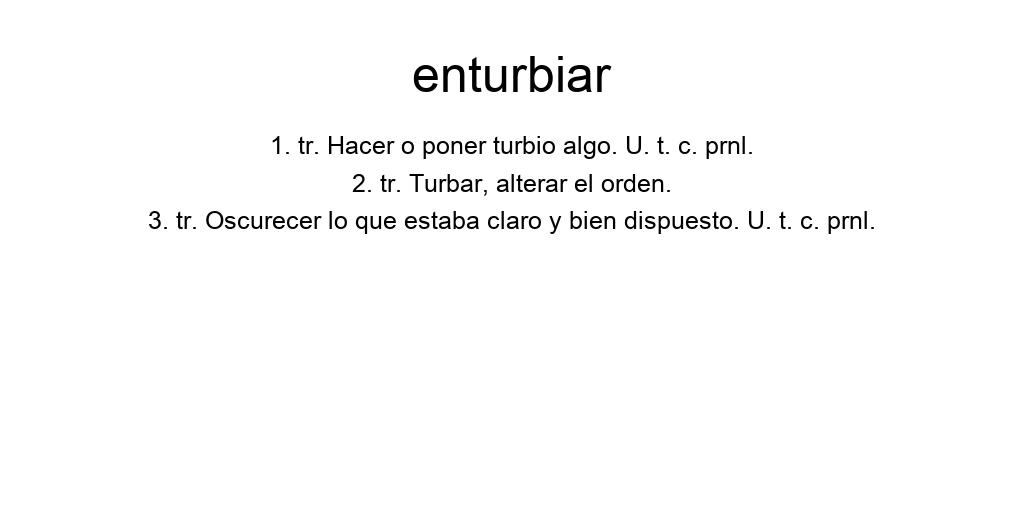 enturbiar
1. tr. Hacer o poner turbio algo. U. t. c. prnl.
2. tr. Turbar, alterar el orden.
3. tr. Oscurecer lo que estaba claro y bien dispuesto. U. t. c. prnl.